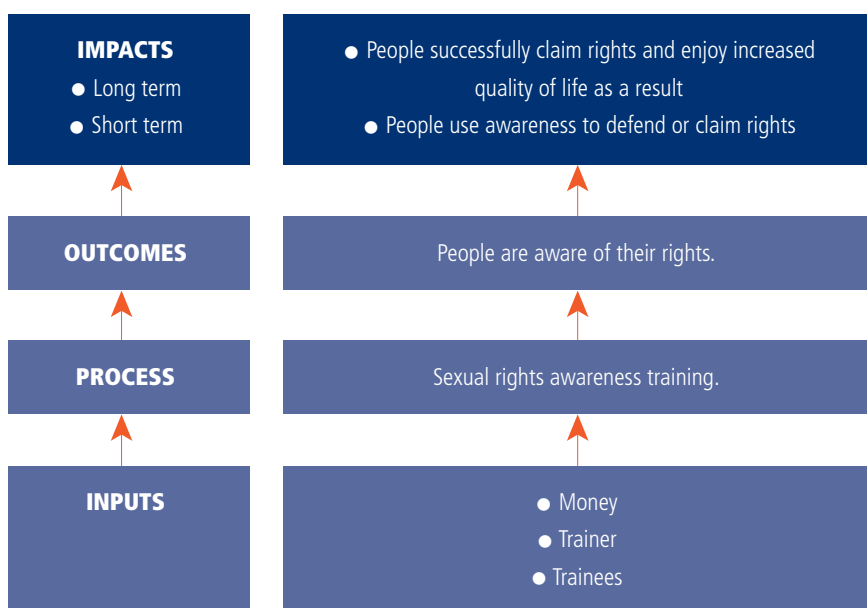 IMPACTS
● Long term
● Short term
● People successfully claim rights and enjoy increased
quality of life as a result
● People use awareness to defend or claim rights
OUTCOMES
People are aware of their rights.
PROCESS
Sexual rights awareness training.
INPUTS
● Money
● Trainer
● Trainees